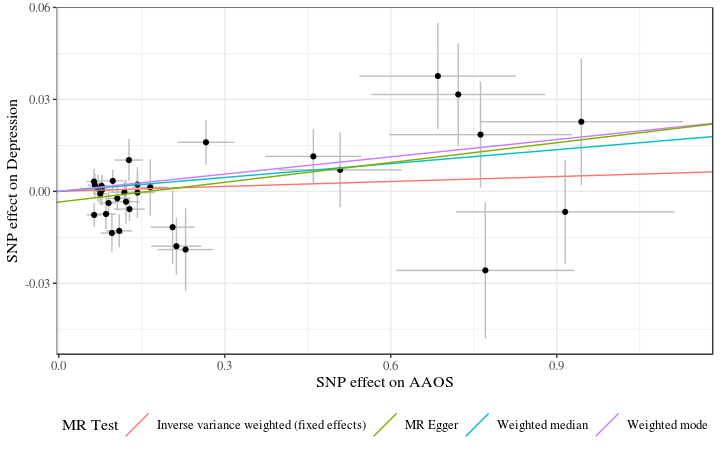 0.06
0.03
0.00
-0.03
SNP effect on Depression
0.0 0.3 0.6 0.9
SNP effect on AAOS
MR Test Inverse variance weighted (fixed effects) MR Egger Weighted median Weighted mode